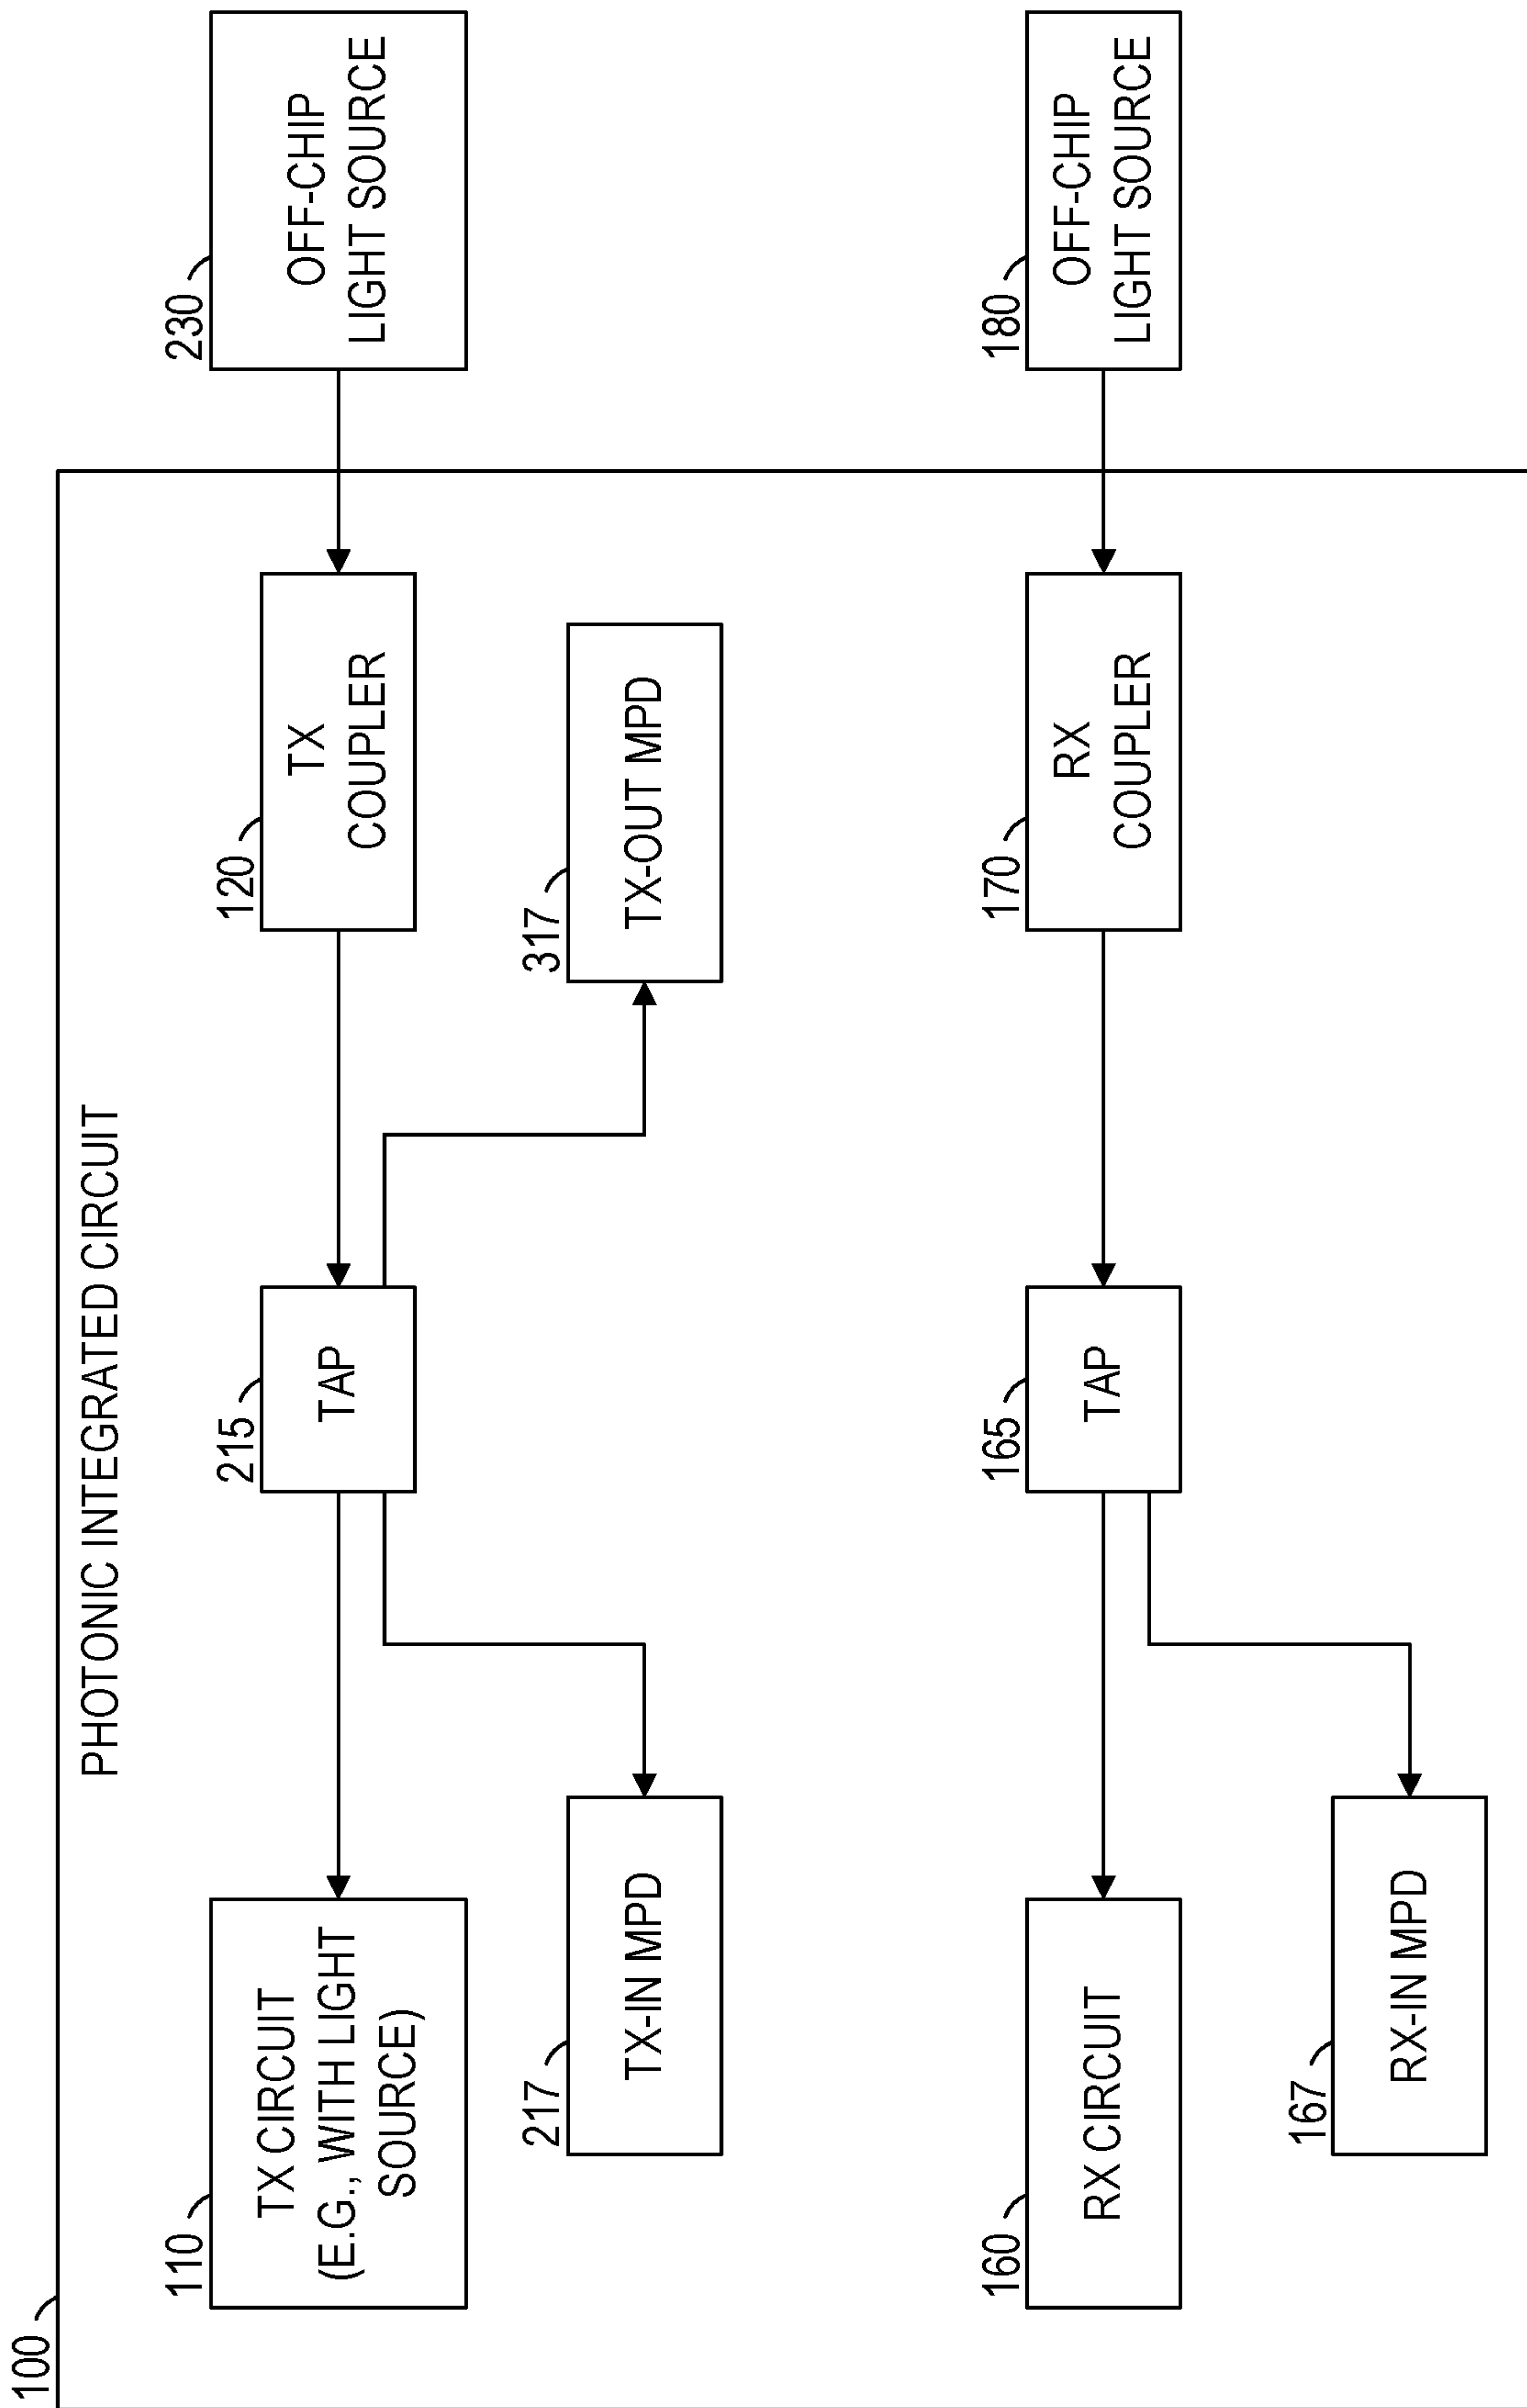 100
PHOTONIC INTEGRATED CIRCUIT
110
TX CIRCUIT
(E.G., WITH LIGHT
SOURCE)
215
TAP
120
TX
COUPLER
230
OFF-CHIP
LIGHT SOURCE
217
TX-IN MPD
317
TX-OUT MPD
160
RX CIRCUIT
165
TAP
170
RX
COUPLER
180
OFF-CHIP
LIGHT SOURCE
167
RX-IN MPD